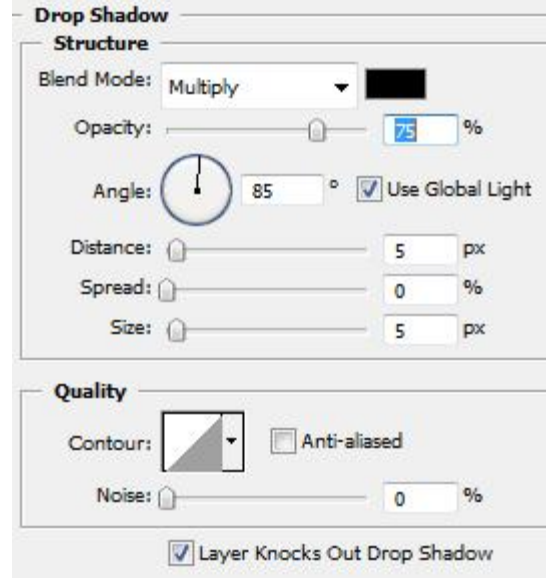 Drop Shadow
Structure
Blend Mode: Multiply
Opacity: 75 %
Angle: 85 ° Use Global Light
Distance: 5 px
Spread: 0 %
Size: 5 px
Quality
Contour: Anti-aliased
Noise: 0 %
Layer Knocks Out Drop Shadow